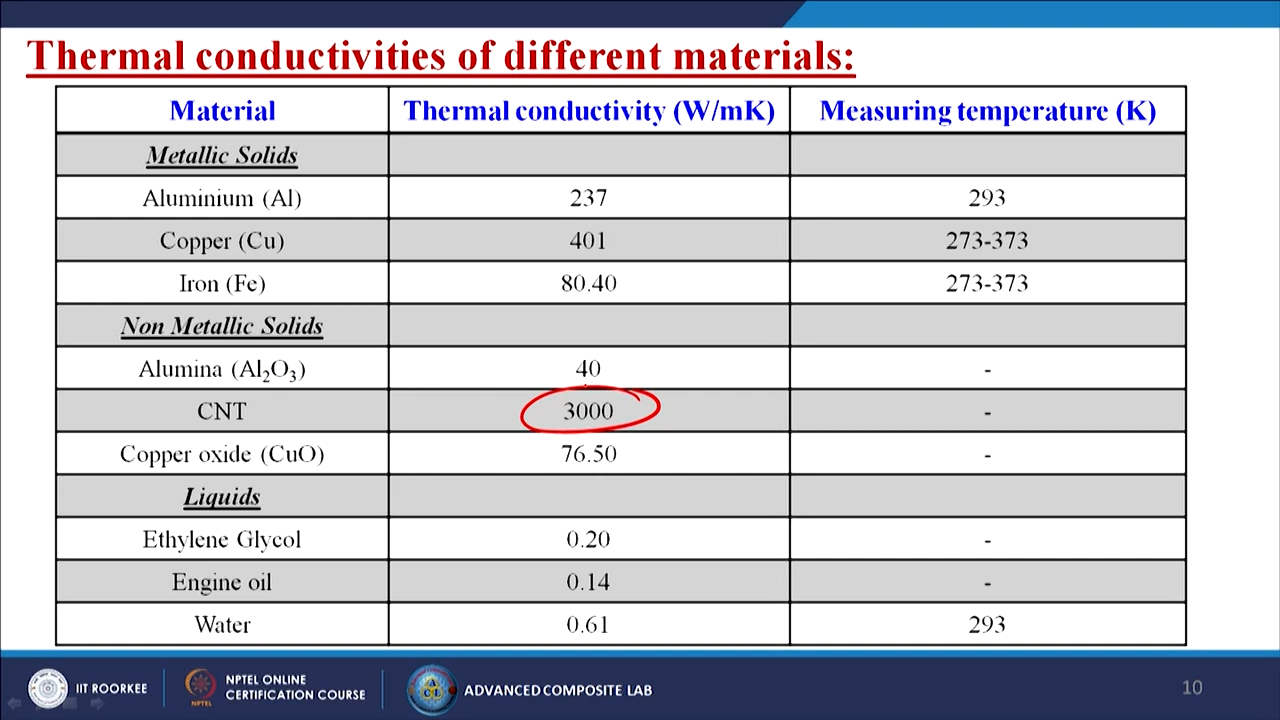 Thermal conductivities of different materials:
Material Thermal conductivity (W/mK) Measuring temperature (K)
Metallic Solids
Aluminium (Al) 237 293
Copper (Cu) 401 273-373
Iron (Fe) 80.40 273-373
Non Metallic Solids
Alumina (Al₂O₃) 40 -
CNT 3000 -
Copper oxide (CuO) 76.50 -
Liquids
Ethylene Glycol 0.20 -
Engine oil 0.14 -
Water 0.61 293
IIT ROORKEE
NPTEL
NPTEL ONLINE
CERTIFICATION COURSE
ADVANCED COMPOSITE LAB
10